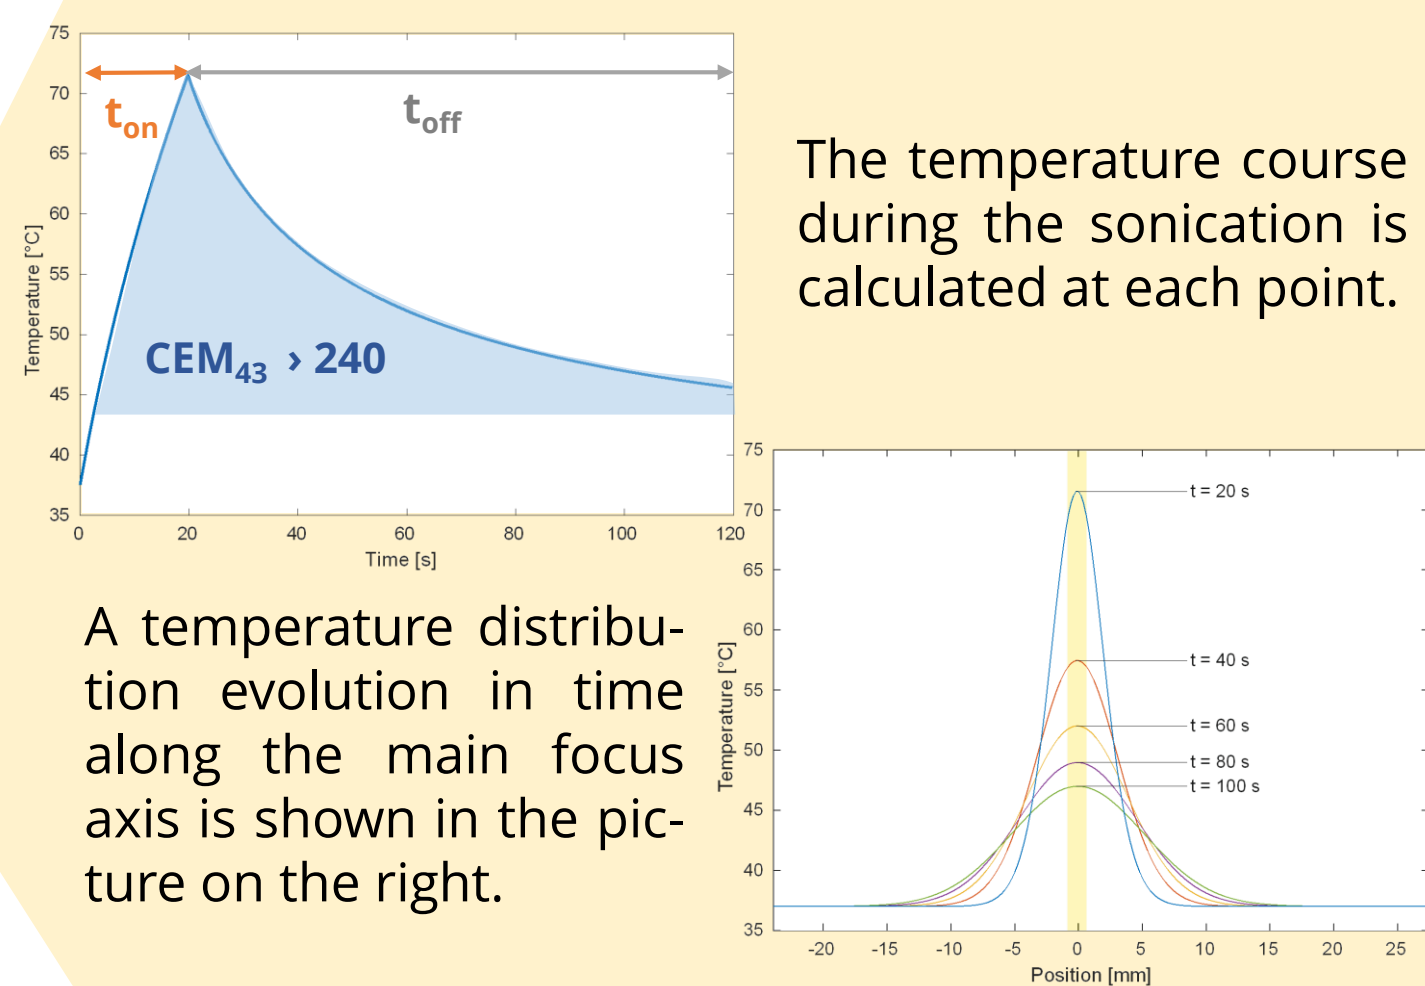 75
70
65
60
55
50
45
40
35
Temperature [°C]
t_on
t_off
CEM_43 › 240
0 20 40 60 80 100 120
Time [s]
The temperature course
during the sonication is
calculated at each point.
A temperature distribu-
tion evolution in time
along the main focus
axis is shown in the pic-
ture on the right.
75
70
65
60
55
50
45
40
35
Temperature [°C]
t = 20 s
t = 40 s
t = 60 s
t = 80 s
t = 100 s
-20 -15 -10 -5 0 5 10 15 20 25
Position [mm]